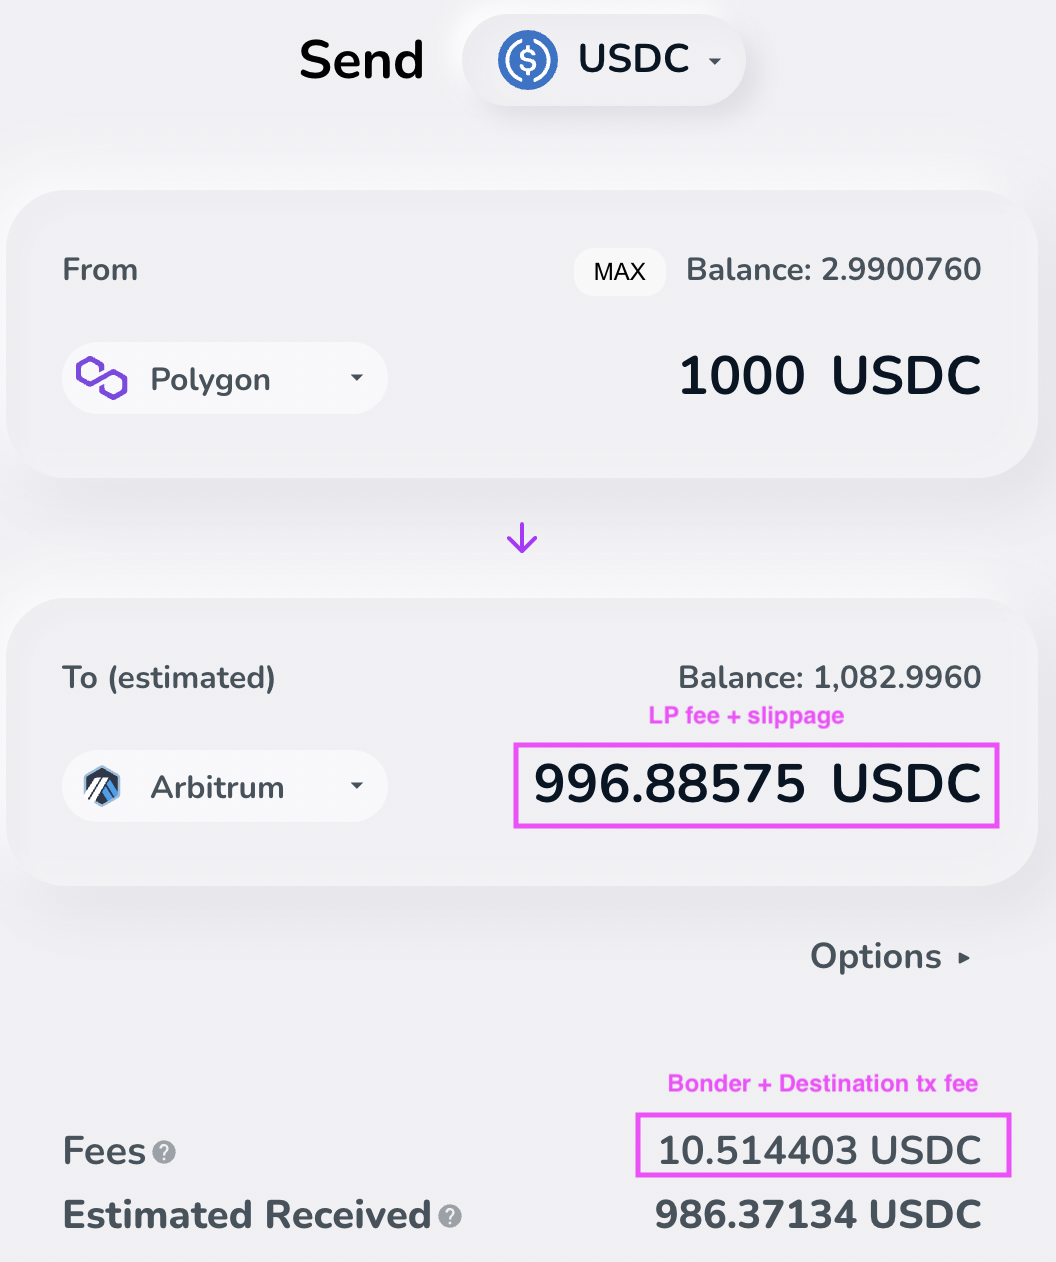 Send USDC
From MAX Balance: 2.9900760
Polygon 1000 USDC
To (estimated) Balance: 1,082.9960
LP fee + slippage
Arbitrum 996.88575 USDC
Options
Bonder + Destination tx fee
Fees ? 10.514403 USDC
Estimated Received ? 986.37134 USDC